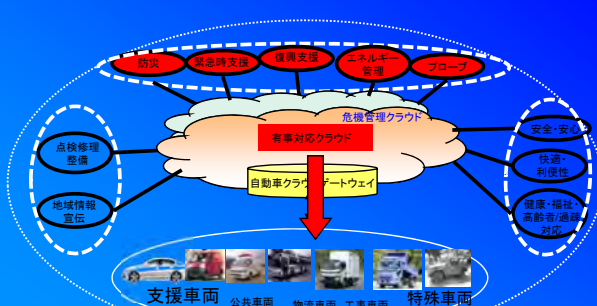 防災
緊急時支援
復興支援
エネルギー
管理
プローブ
危機管理クラウド
有事対応クラウド
点検修理
整備
安全・安心
快適・
利便性
地域情報
宣伝
健康・福祉・
高齢者/過疎
対応
自動車クラウドゲートウェイ
支援車両
公共車両
物流車両
工事車両
特殊車両